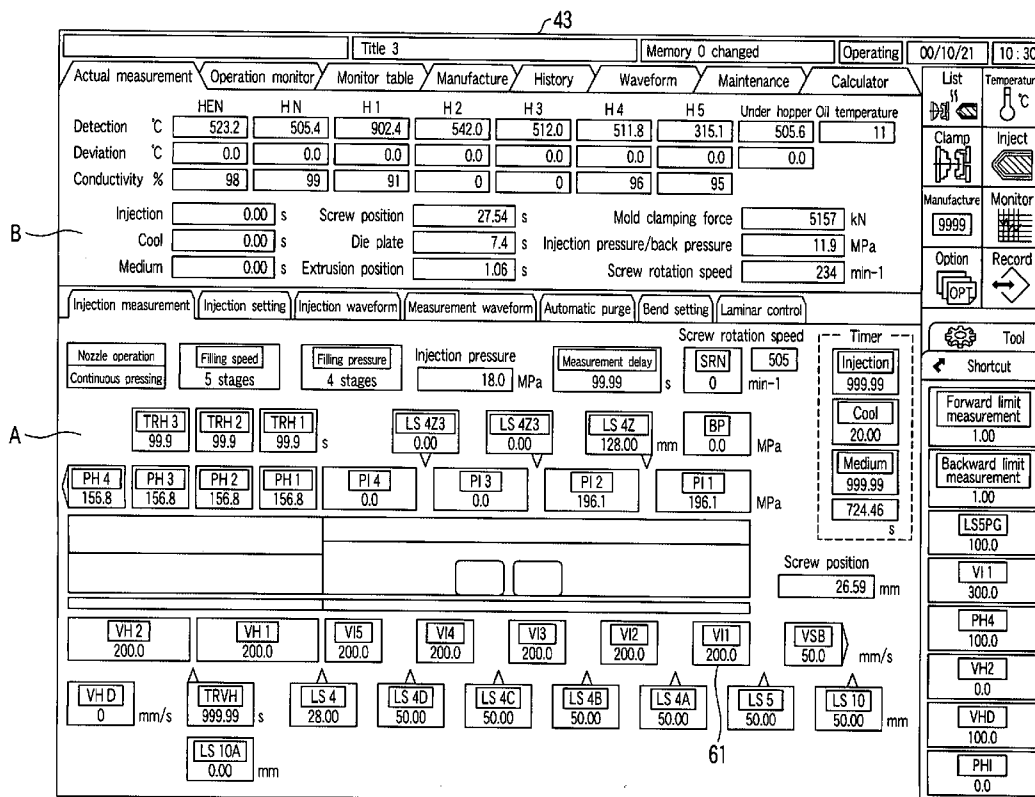 43
Title 3 Memory 0 changed Operating 00/10/21 10:30
Actual measurement Operation monitor Monitor table Manufacture History Waveform Maintenance Calculator
List Temperature
°C
HEN HN H1 H2 H3 H4 H5 Under hopper Oil temperature
Detection °C 523.2 505.4 902.4 542.0 512.0 511.8 315.1 505.6 11
Deviation °C 0.0 0.0 0.0 0.0 0.0 0.0 0.0 0.0
Conductivity % 98 99 91 0 0 96 95
Clamp Inject
Injection 0.00 s Screw position 27.54 s Mold clamping force 5157 kN
Cool 0.00 s Die plate 7.4 s Injection pressure/back pressure 11.9 MPa
Medium 0.00 s Extrusion position 1.06 s Screw rotation speed 234 min-1
B
Manufacture Monitor
9999
Option Record
OPT
Injection measurement Injection setting Injection waveform Measurement waveform Automatic purge Bend setting Laminar control
Tool
Shortcut
Nozzle operation
Continuous pressing
Filling speed
5 stages
Filling pressure
4 stages
Injection pressure
18.0 MPa
Measurement delay
99.99 s
Screw rotation speed
SRN 505
0 min-1
Timer
Injection
999.99
Cool
20.00
Medium
999.99
724.46
s
A
TRH 3 TRH 2 TRH 1 LS 4Z3 LS 4Z3 LS 4Z BP
99.9 99.9 99.9 s 0.00 0.00 128.00 mm 0.0 MPa
PH 4 PH 3 PH 2 PH 1 PI 4 PI 3 PI 2 PI 1
156.8 156.8 156.8 156.8 0.0 0.0 196.1 196.1 MPa
Screw position
26.59 mm
VH 2 VH 1 VI5 VI4 VI3 VI2 VI1 VSB
200.0 200.0 200.0 200.0 200.0 200.0 200.0 50.0 mm/s
VH D TRVH LS 4 LS 4D LS 4C LS 4B LS 4A LS 5 LS 10
0 mm/s 999.99 s 28.00 50.00 50.00 50.00 50.00 50.00 50.00 mm
LS 10A
0.00 mm
61
Forward limit
measurement
1.00
Backward limit
measurement
1.00
LS5PG
100.0
VI 1
300.0
PH4
100.0
VH2
0.0
VHD
100.0
PHI
0.0